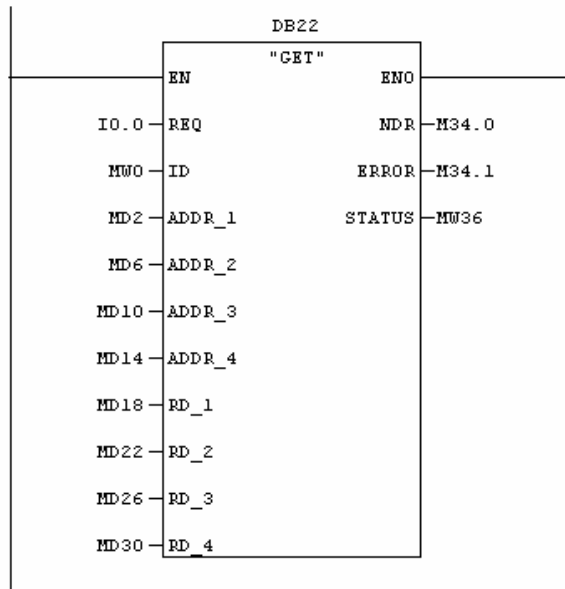 DB22
"GET"
EN ENO
I0.0 REQ NDR M34.0
MW0 ID ERROR M34.1
MD2 ADDR_1 STATUS MW36
MD6 ADDR_2
MD10 ADDR_3
MD14 ADDR_4
MD18 RD_1
MD22 RD_2
MD26 RD_3
MD30 RD_4